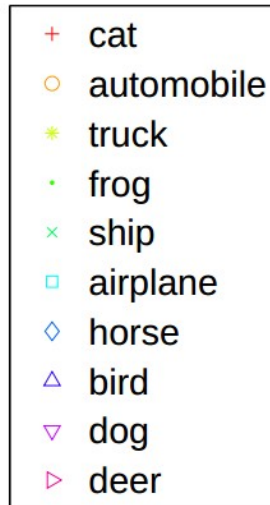 cat
automobile
truck
frog
ship
airplane
horse
bird
dog
deer